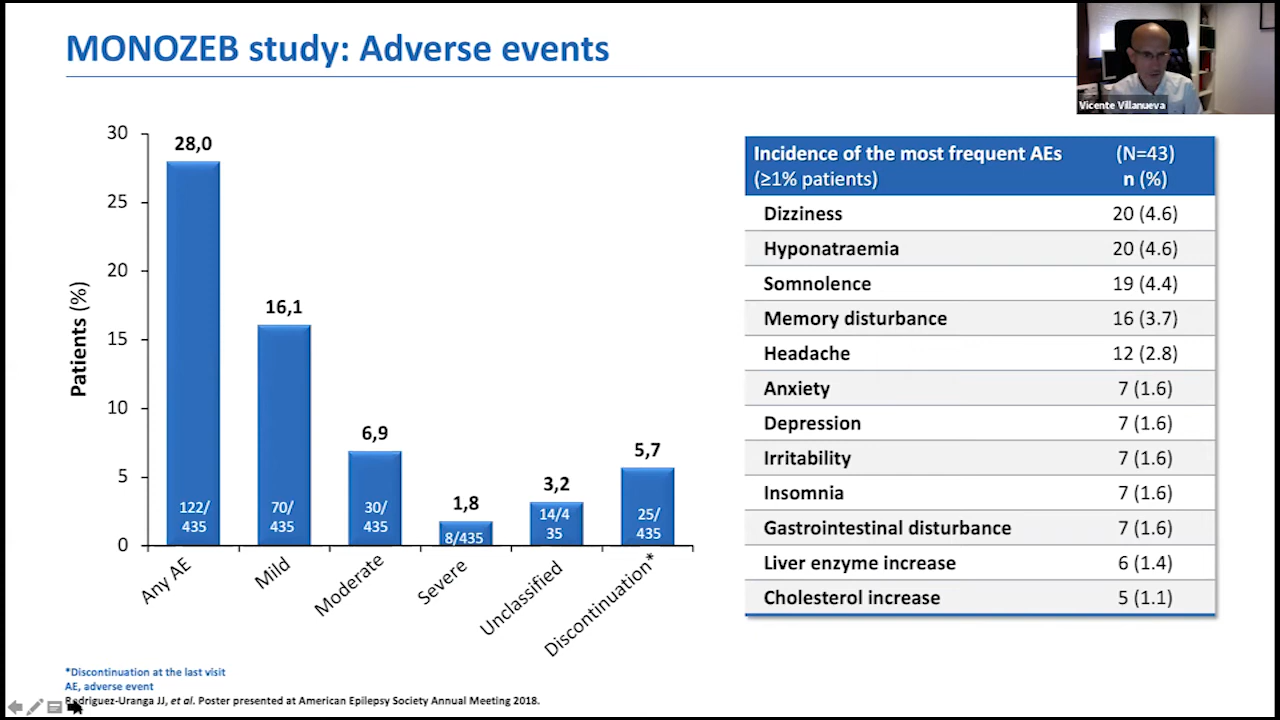 MONOZEB study: Adverse events
Vicente Villanueva
Patients (%)
30
25
20
15
10
5
0
28,0
16,1
6,9
1,8
3,2
5,7
122/
435
70/
435
30/
435
8/435
14/4
35
25/
435
Any AE
Mild
Moderate
Severe
Unclassified
Discontinuation*
Incidence of the most frequent AEs (N=43)
(≥1% patients) n (%)
Dizziness 20 (4.6)
Hyponatraemia 20 (4.6)
Somnolence 19 (4.4)
Memory disturbance 16 (3.7)
Headache 12 (2.8)
Anxiety 7 (1.6)
Depression 7 (1.6)
Irritability 7 (1.6)
Insomnia 7 (1.6)
Gastrointestinal disturbance 7 (1.6)
Liver enzyme increase 6 (1.4)
Cholesterol increase 5 (1.1)
*Discontinuation at the last visit
AE, adverse event
Rodriguez-Uranga JJ, et al. Poster presented at American Epilepsy Society Annual Meeting 2018.